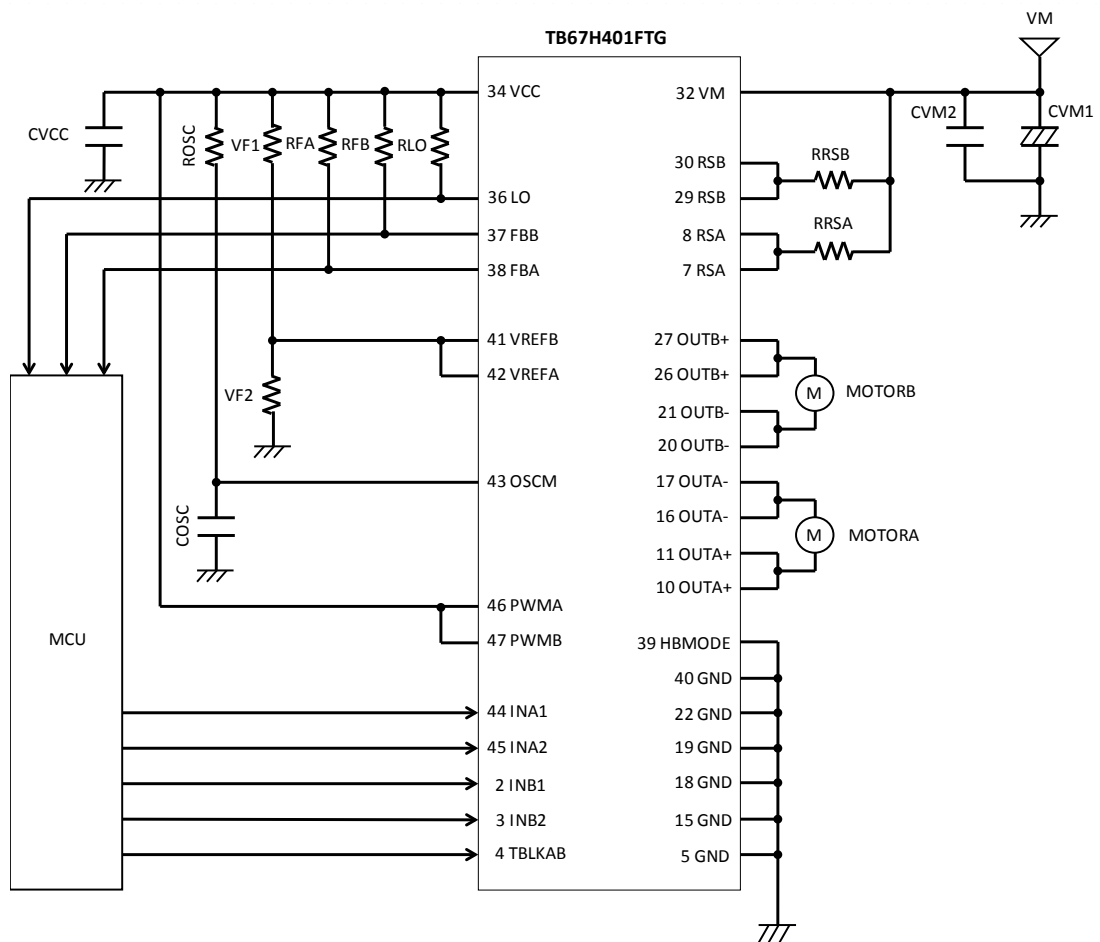 VM
TB67H401FTG
34 VCC
32 VM
CVCC
ROSC
VF1
RFA
RFB
RLO
CVM2
CVM1
30 RSB
RRSB
29 RSB
36 LO
37 FBB
8 RSA
RRSA
38 FBA
7 RSA
41 VREFB
27 OUTB+
42 VREFA
26 OUTB+
VF2
M
MOTORB
21 OUTB-
20 OUTB-
43 OSCM
17 OUTA-
COSC
16 OUTA-
M
MOTORA
11 OUTA+
10 OUTA+
46 PWMA
MCU
47 PWMB
39 HBMODE
40 GND
44 INA1
22 GND
45 INA2
19 GND
2 INB1
18 GND
3 INB2
15 GND
4 TBLKAB
5 GND